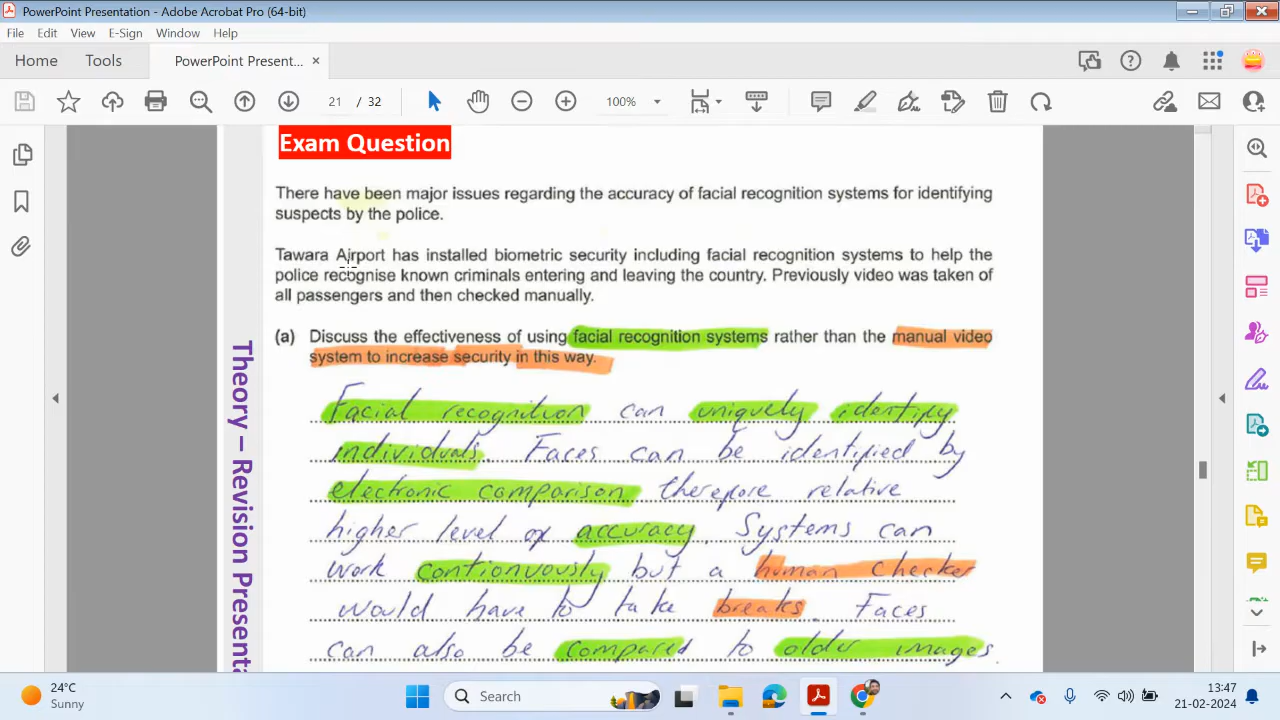 PowerPoint Presentation - Adobe Acrobat Pro (64-bit)
File Edit View E-Sign Window Help
Home Tools PowerPoint Present... ×
21 / 32 100%
Exam Question
There have been major issues regarding the accuracy of facial recognition systems for identifying
suspects by the police.
Tawara Airport has installed biometric security including facial recognition systems to help the
police recognise known criminals entering and leaving the country. Previously video was taken of
all passengers and then checked manually.
(a) Discuss the effectiveness of using facial recognition systems rather than the manual video
system to increase security in this way.
Facial recognition can uniquely identify
individuals. Faces can be identified by
electronic comparison therefore relative
higher level of accuracy. Systems can
work contionuously but a human checker
would have to take breaks. Faces
can also be compared to older images.
Theory – Revision Presenta
24°C
Sunny
Search
13:47
21-02-2024